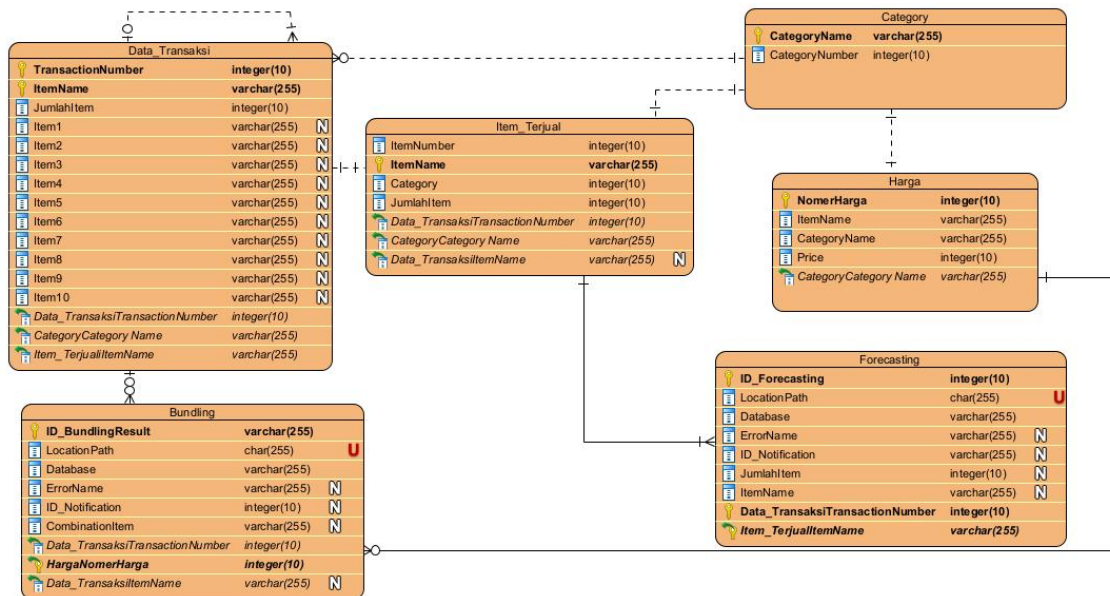 Category
CategoryName varchar(255)
CategoryNumber integer(10)
Data_Transaksi
TransactionNumber integer(10)
ItemName varchar(255)
JumlahItem integer(10)
Item1 varchar(255) N
Item2 varchar(255) N
Item3 varchar(255) N
Item4 varchar(255) N
Item5 varchar(255) N
Item6 varchar(255) N
Item7 varchar(255) N
Item8 varchar(255) N
Item9 varchar(255) N
Item10 varchar(255) N
Data_TransaksiTransactionNumber integer(10)
CategoryCategory Name varchar(255)
Item_TerjualItemName varchar(255)
Item_Terjual
ItemNumber integer(10)
ItemName varchar(255)
Category integer(10)
JumlahItem integer(10)
Data_TransaksiTransactionNumber integer(10)
CategoryCategory Name varchar(255)
Data_TransaksiItemName varchar(255) N
Harga
NomerHarga integer(10)
ItemName varchar(255)
CategoryName varchar(255)
Price integer(10)
CategoryCategory Name varchar(255)
Forecasting
ID_Forecasting integer(10)
LocationPath char(255) U
Database varchar(255)
ErrorName varchar(255) N
ID_Notification varchar(255) N
JumlahItem integer(10) N
ItemName varchar(255) N
Data_TransaksiTransactionNumber integer(10)
Item_TerjualItemName varchar(255)
Bundling
ID_BundlingResult varchar(255)
LocationPath char(255) U
Database varchar(255)
ErrorName varchar(255) N
ID_Notification integer(10) N
CombinationItem varchar(255) N
Data_TransaksiTransactionNumber integer(10)
HargaNomerHarga integer(10)
Data_TransaksiItemName varchar(255) N